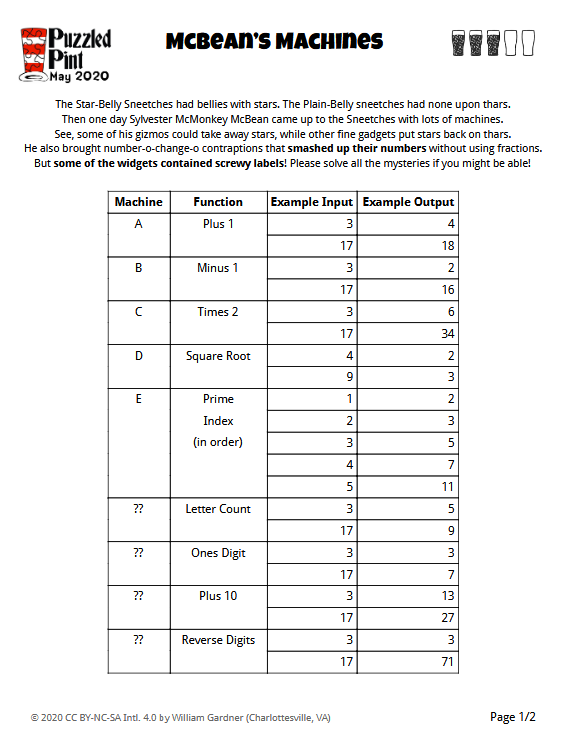 Puzzled
Pint
May 2020
McBean's Machines
The Star-Belly Sneetches had bellies with stars. The Plain-Belly sneetches had none upon thars.
Then one day Sylvester McMonkey McBean came up to the Sneetches with lots of machines.
See, some of his gizmos could take away stars, while other fine gadgets put stars back on thars.
He also brought number-o-change-o contraptions that smashed up their numbers without using fractions.
But some of the widgets contained screwy labels! Please solve all the mysteries if you might be able!
Machine Function Example Input Example Output
A Plus 1 3 4
17 18
B Minus 1 3 2
17 16
C Times 2 3 6
17 34
D Square Root 4 2
9 3
E Prime 1 2
Index 2 3
(in order) 3 5
4 7
5 11
?? Letter Count 3 5
17 9
?? Ones Digit 3 3
17 7
?? Plus 10 3 13
17 27
?? Reverse Digits 3 3
17 71
© 2020 CC BY-NC-SA Intl. 4.0 by William Gardner (Charlottesville, VA)
Page 1/2